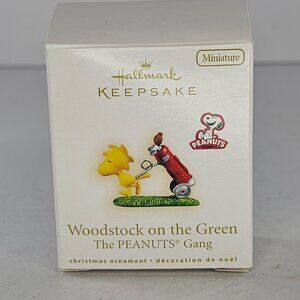 Hallmark
KEEPSAKE
Miniature
PEANUTS
Woodstock on the Green
The PEANUTS® Gang
christmas ornament • décoration de noël